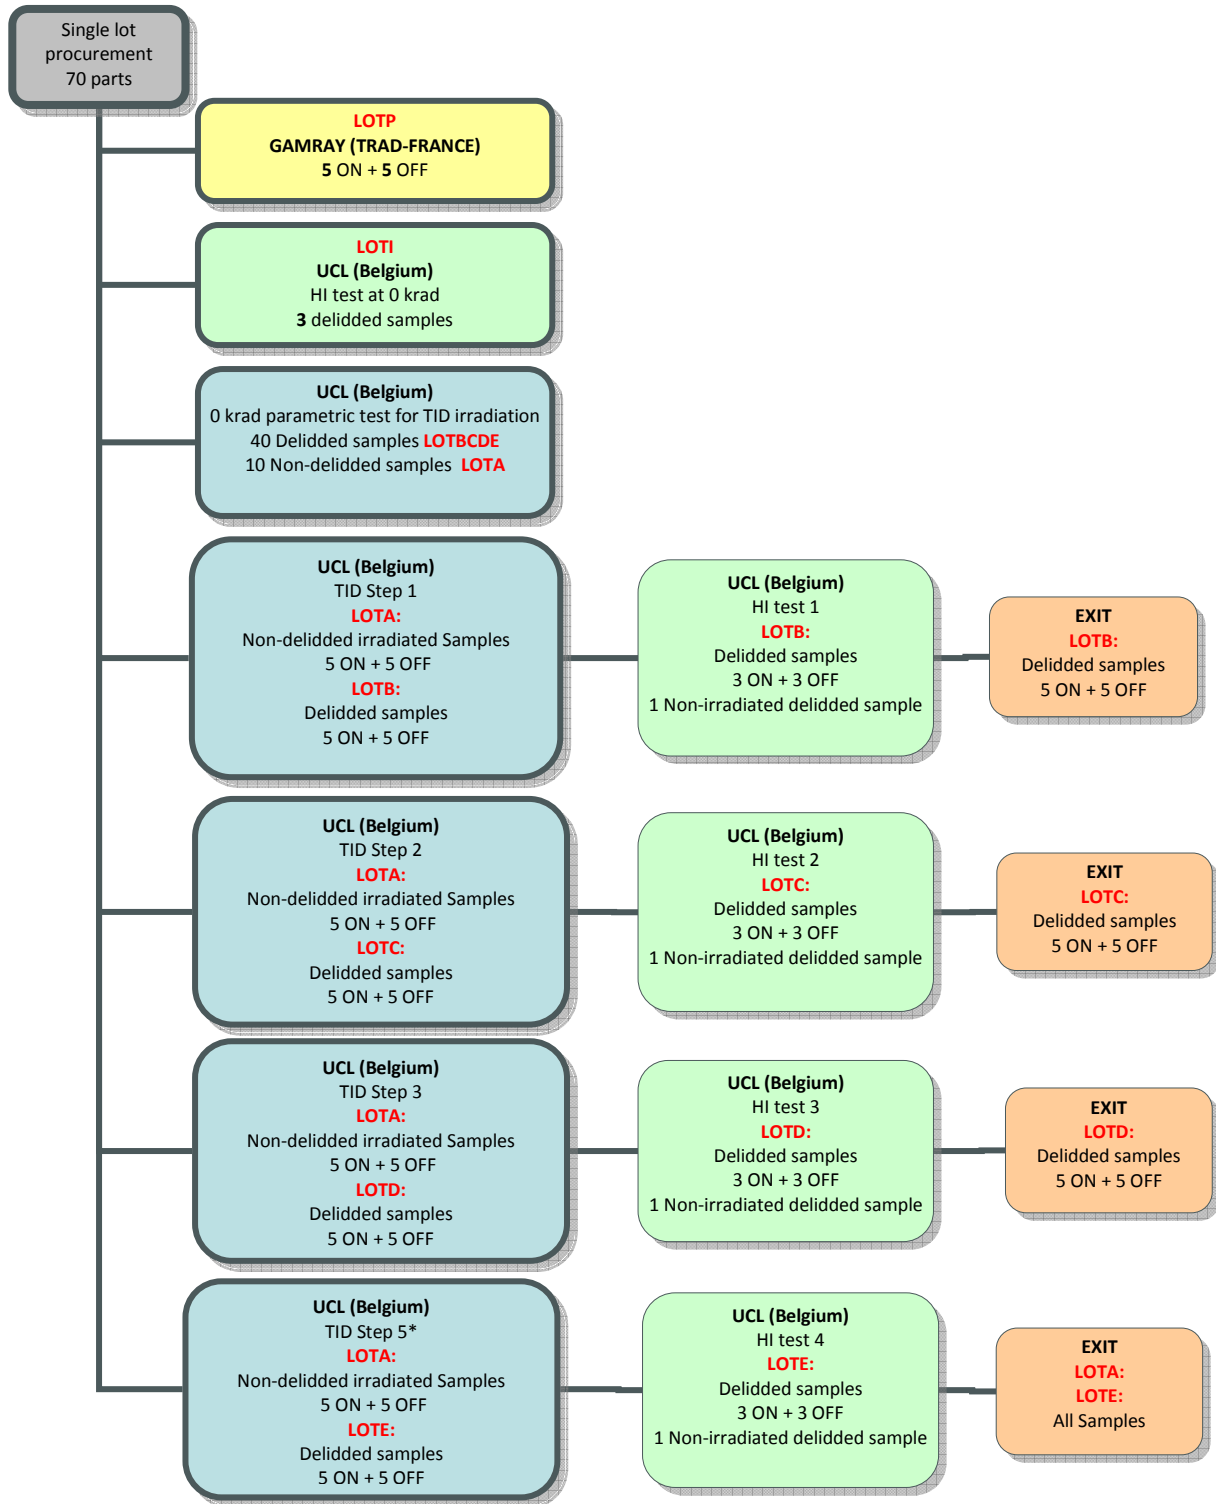 Single lot
procurement
70 parts
LOTP
GAMRAY (TRAD-FRANCE)
5 ON + 5 OFF
LOTI
UCL (Belgium)
HI test at 0 krad
3 delidded samples
UCL (Belgium)
0 krad parametric test for TID irradiation
40 Delidded samples LOTBCDE
10 Non-delidded samples LOTA
UCL (Belgium)
TID Step 1
LOTA:
Non-delidded irradiated Samples
5 ON + 5 OFF
LOTB:
Delidded samples
5 ON + 5 OFF
UCL (Belgium)
HI test 1
LOTB:
Delidded samples
3 ON + 3 OFF
1 Non-irradiated delidded sample
EXIT
LOTB:
Delidded samples
5 ON + 5 OFF
UCL (Belgium)
TID Step 2
LOTA:
Non-delidded irradiated Samples
5 ON + 5 OFF
LOTC:
Delidded samples
5 ON + 5 OFF
UCL (Belgium)
HI test 2
LOTC:
Delidded samples
3 ON + 3 OFF
1 Non-irradiated delidded sample
EXIT
LOTC:
Delidded samples
5 ON + 5 OFF
UCL (Belgium)
TID Step 3
LOTA:
Non-delidded irradiated Samples
5 ON + 5 OFF
LOTD:
Delidded samples
5 ON + 5 OFF
UCL (Belgium)
HI test 3
LOTD:
Delidded samples
3 ON + 3 OFF
1 Non-irradiated delidded sample
EXIT
LOTD:
Delidded samples
5 ON + 5 OFF
UCL (Belgium)
TID Step 5*
LOTA:
Non-delidded irradiated Samples
5 ON + 5 OFF
LOTE:
Delidded samples
5 ON + 5 OFF
UCL (Belgium)
HI test 4
LOTE:
Delidded samples
3 ON + 3 OFF
1 Non-irradiated delidded sample
EXIT
LOTA:
LOTE:
All Samples